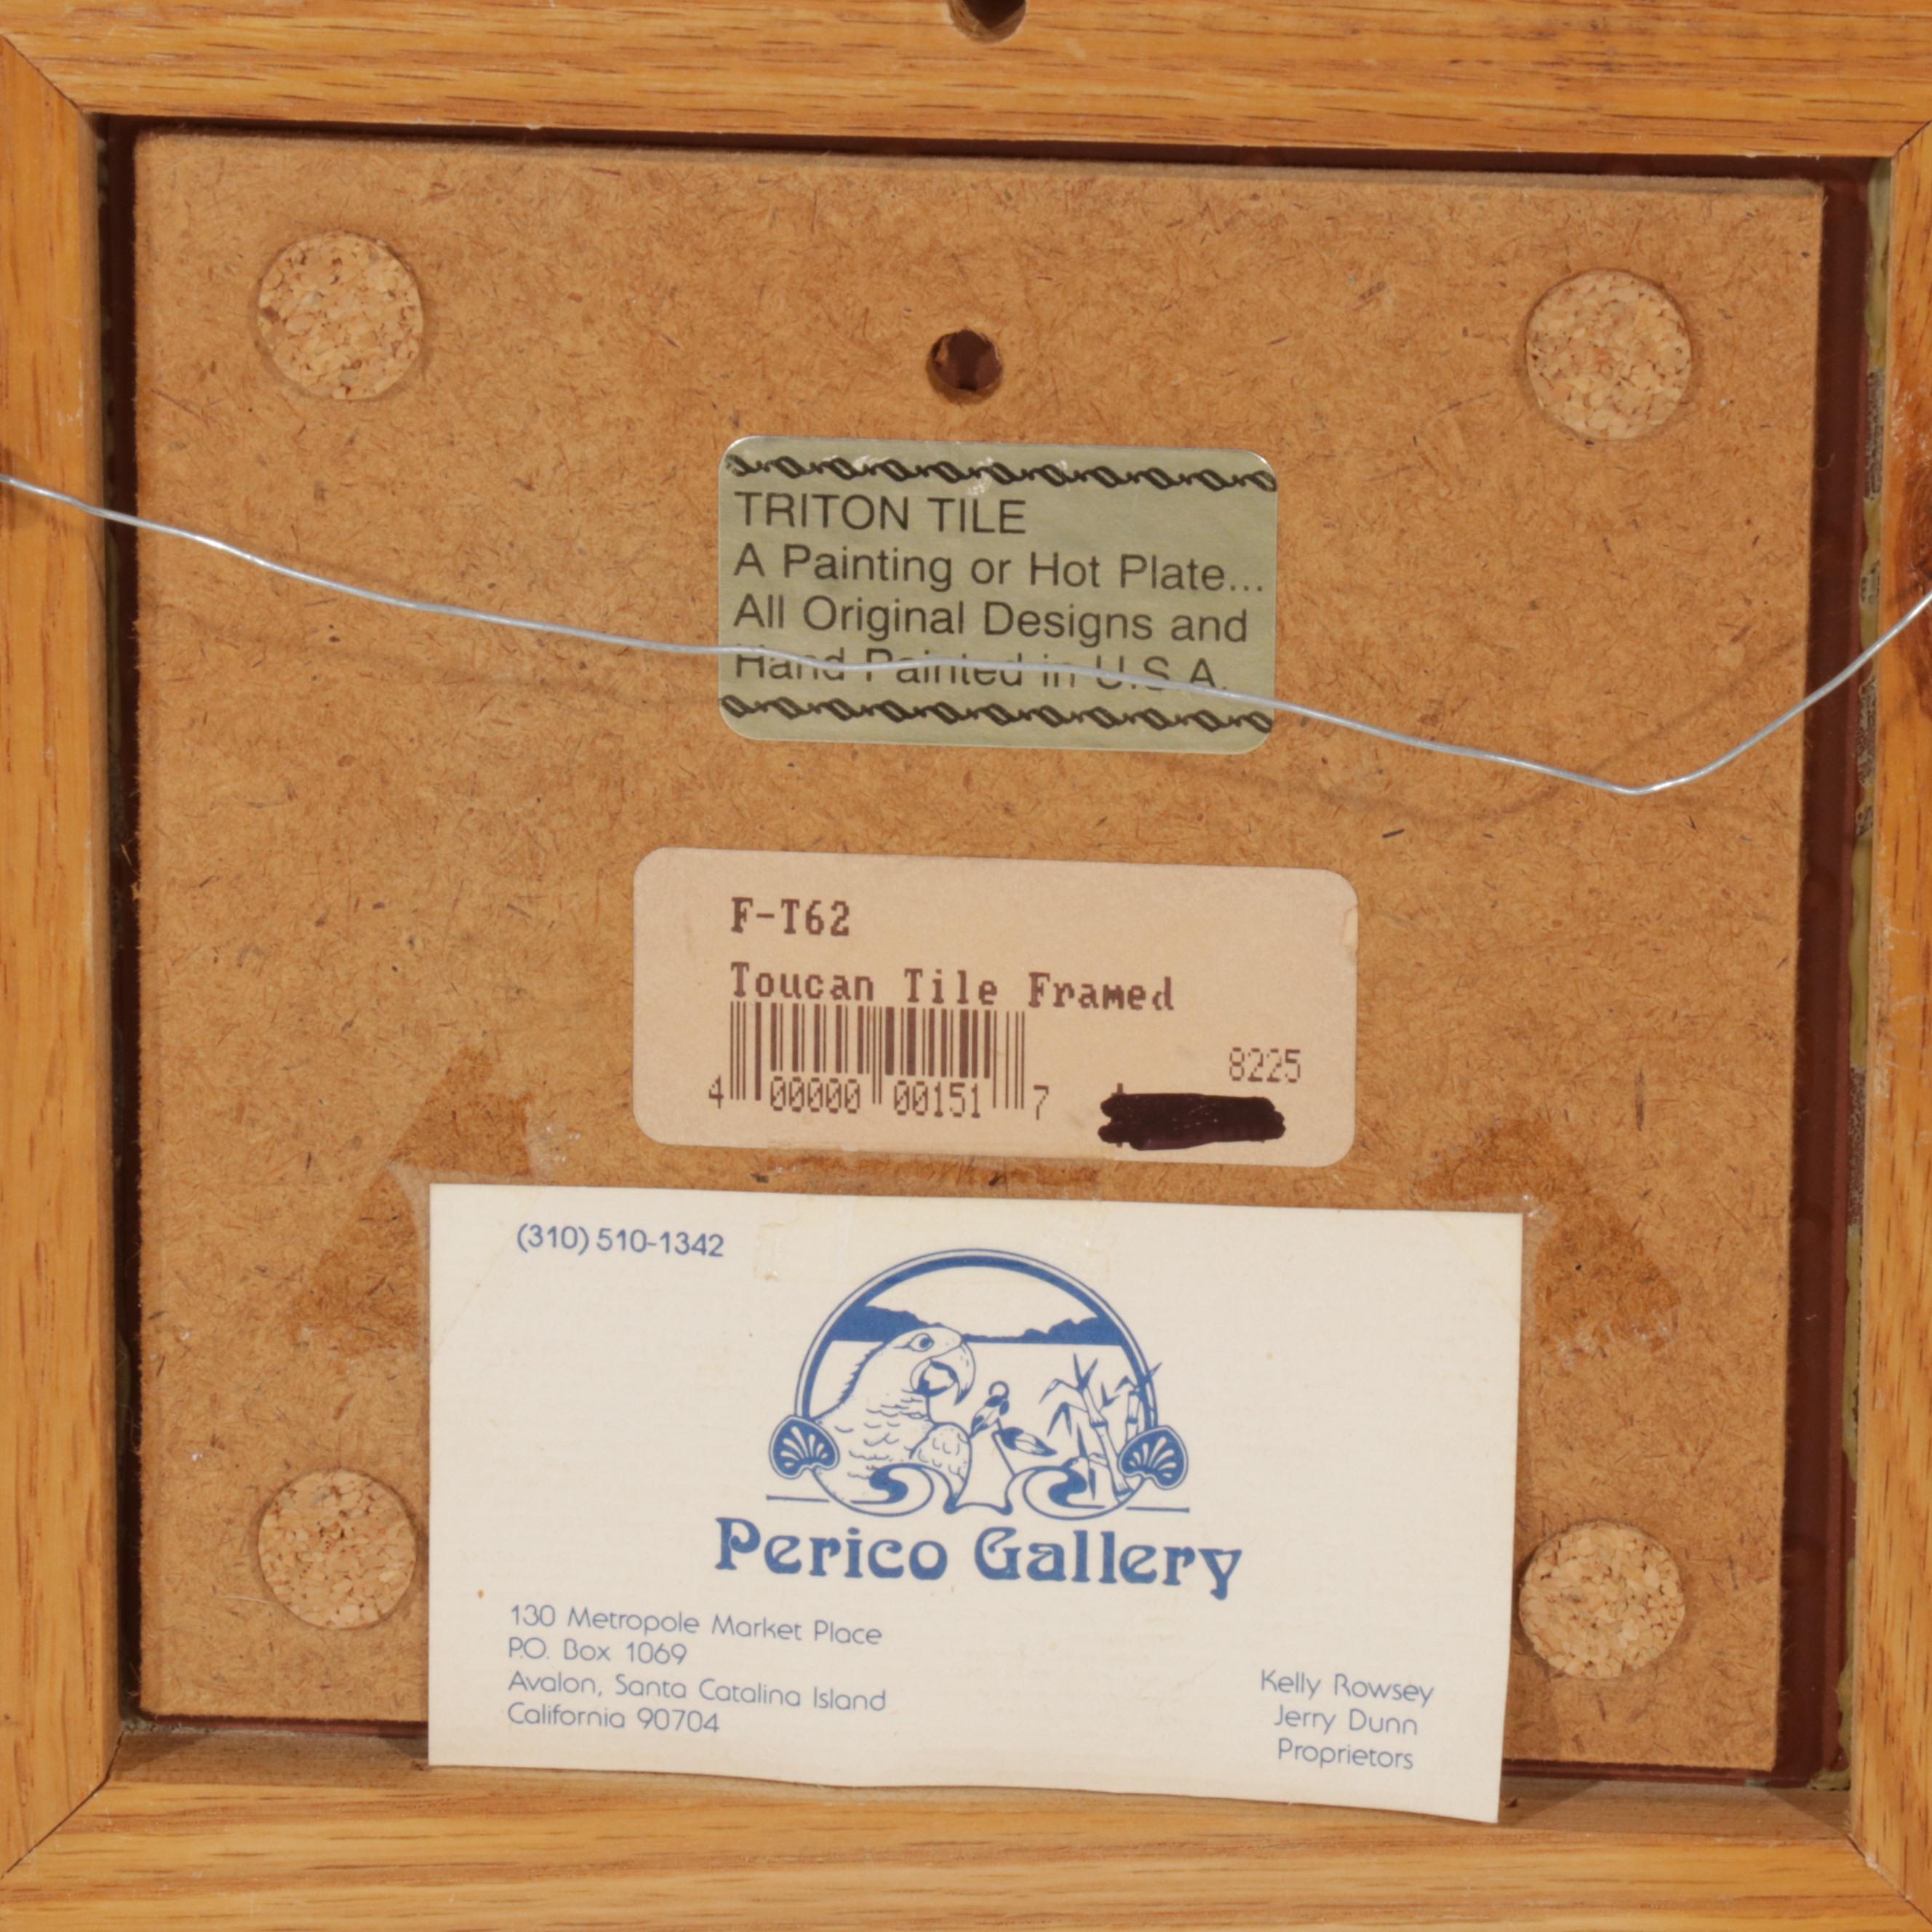 TRITON TILE
A Painting or Hot Plate...
All Original Designs and
Hand Painted in U.S.A.
F-T62
Toucan Tile Framed
4 00000 00151 7
8225
(310) 510-1342
Perico Gallery
130 Metropole Market Place
P.O. Box 1069
Avalon, Santa Catalina Island
California 90704
Kelly Rowsey
Jerry Dunn
Proprietors